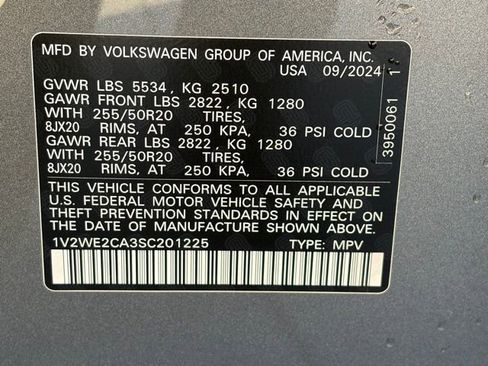 MFD BY VOLKSWAGEN GROUP OF AMERICA, INC.
USA 09/2024
GVWR LBS 5534, KG 2510
GAWR FRONT LBS 2822, KG 1280
WITH 255/50R20 TIRES,
8JX20 RIMS, AT 250 KPA, 36 PSI COLD
GAWR REAR LBS 2822, KG 1280
WITH 255/50R20 TIRES,
8JX20 RIMS, AT 250 KPA, 36 PSI COLD
THIS VEHICLE CONFORMS TO ALL APPLICABLE
U.S. FEDERAL MOTOR VEHICLE SAFETY AND
THEFT PREVENTION STANDARDS IN EFFECT ON
THE DATE OF MANUFACTURE SHOWN ABOVE.
1V2WE2CA3SC201225 TYPE: MPV
3950061 1